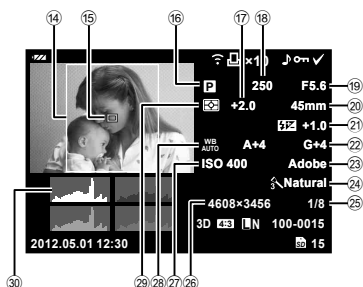 ⑭ ⑮ ⑯ ⑰ ⑱
×10
P 250 F5.6 ⑲
+2.0 45mm ⑳
+1.0 ㉑
WB AUTO A+4 G+4 ㉒
ISO 400 Adobe ㉓
3 Natural ㉔
4608×3456 1/8 ㉕
3D 4:3 LN 100-0015
2012.05.01 12:30 SD 15
㉚ ㉙ ㉘ ㉗ ㉖